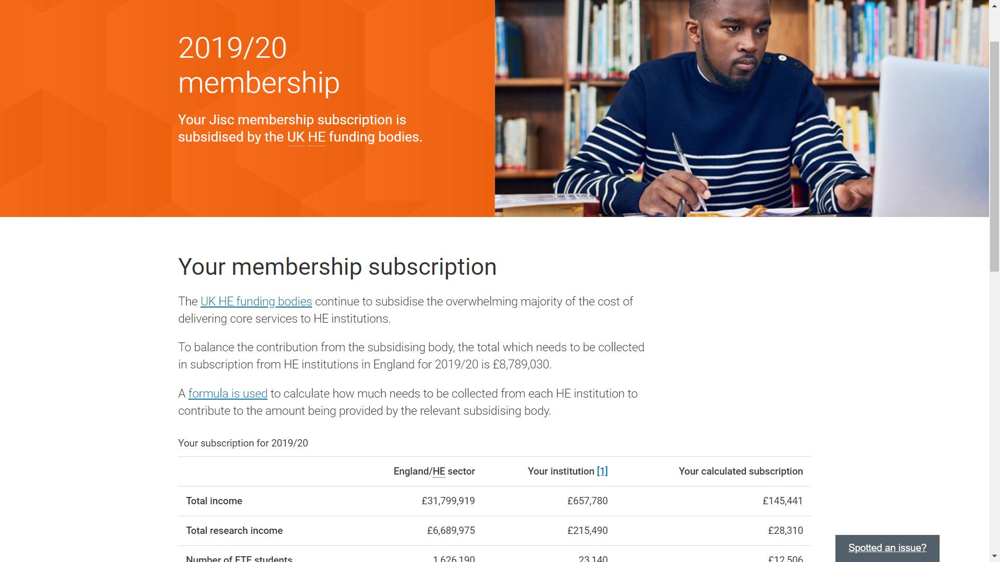 2019/20
membership
Your Jisc membership subscription is
subsidised by the UK HE funding bodies.
Your membership subscription
The UK HE funding bodies continue to subsidise the overwhelming majority of the cost of
delivering core services to HE institutions.
To balance the contribution from the subsidising body, the total which needs to be collected
in subscription from HE institutions in England for 2019/20 is £8,789,030.
A formula is used to calculate how much needs to be collected from each HE institution to
contribute to the amount being provided by the relevant subsidising body.
Your subscription for 2019/20
England/HE sector Your institution [1] Your calculated subscription
Total income £31,799,919 £657,780 £145,441
Total research income £6,689,975 £215,490 £28,310
Number of FTE students 1,626,190 23,140 £12,506
Spotted an issue?